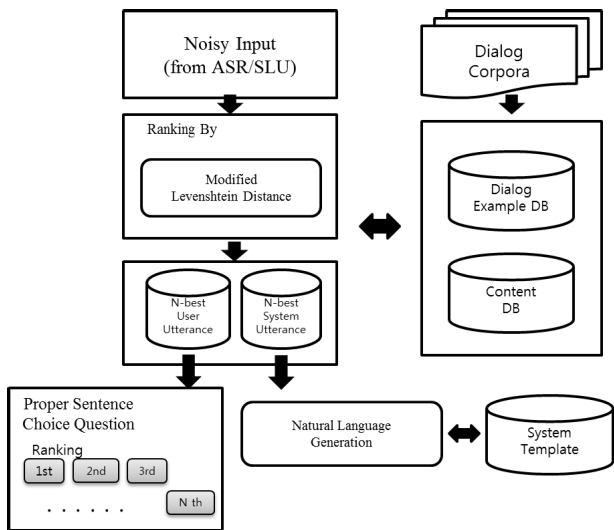 Noisy Input
(from ASR/SLU)
Dialog
Corpora
Ranking By
Modified
Levenshtein Distance
Dialog
Example DB
Content
DB
N-best
User
Utterance
N-best
System
Utterance
Proper Sentence
Choice Question
Ranking
1st
2nd
3rd
. . . . . .
N th
Natural Language
Generation
System
Template